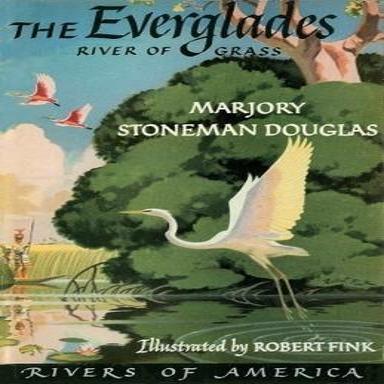 THE Everglades
RIVER OF GRASS
MARJORY
STONEMAN DOUGLAS
Illustrated by ROBERT FINK
RIVERS OF AMERICA